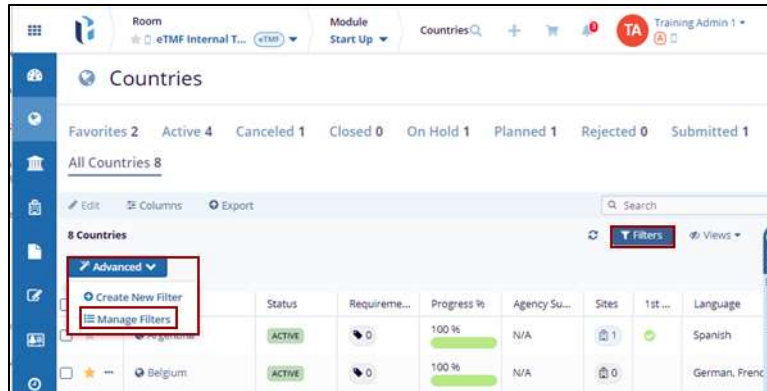 Room
Module
eTMF Internal T... eTMF
Start Up
Countries
3
TA
Training Admin 1
A
Countries
Favorites 2 Active 4 Canceled 1 Closed 0 On Hold 1 Planned 1 Rejected 0 Submitted 1
All Countries 8
Edit Columns Export Search
8 Countries Filters Views
Advanced
Create New Filter
Manage Filters
Status Requireme... Progress % Agency Su... Sites 1st ... Language
Argentina ACTIVE 0 100 % N/A 1 Spanish
Belgium ACTIVE 0 100 % N/A 0 German, Frenc